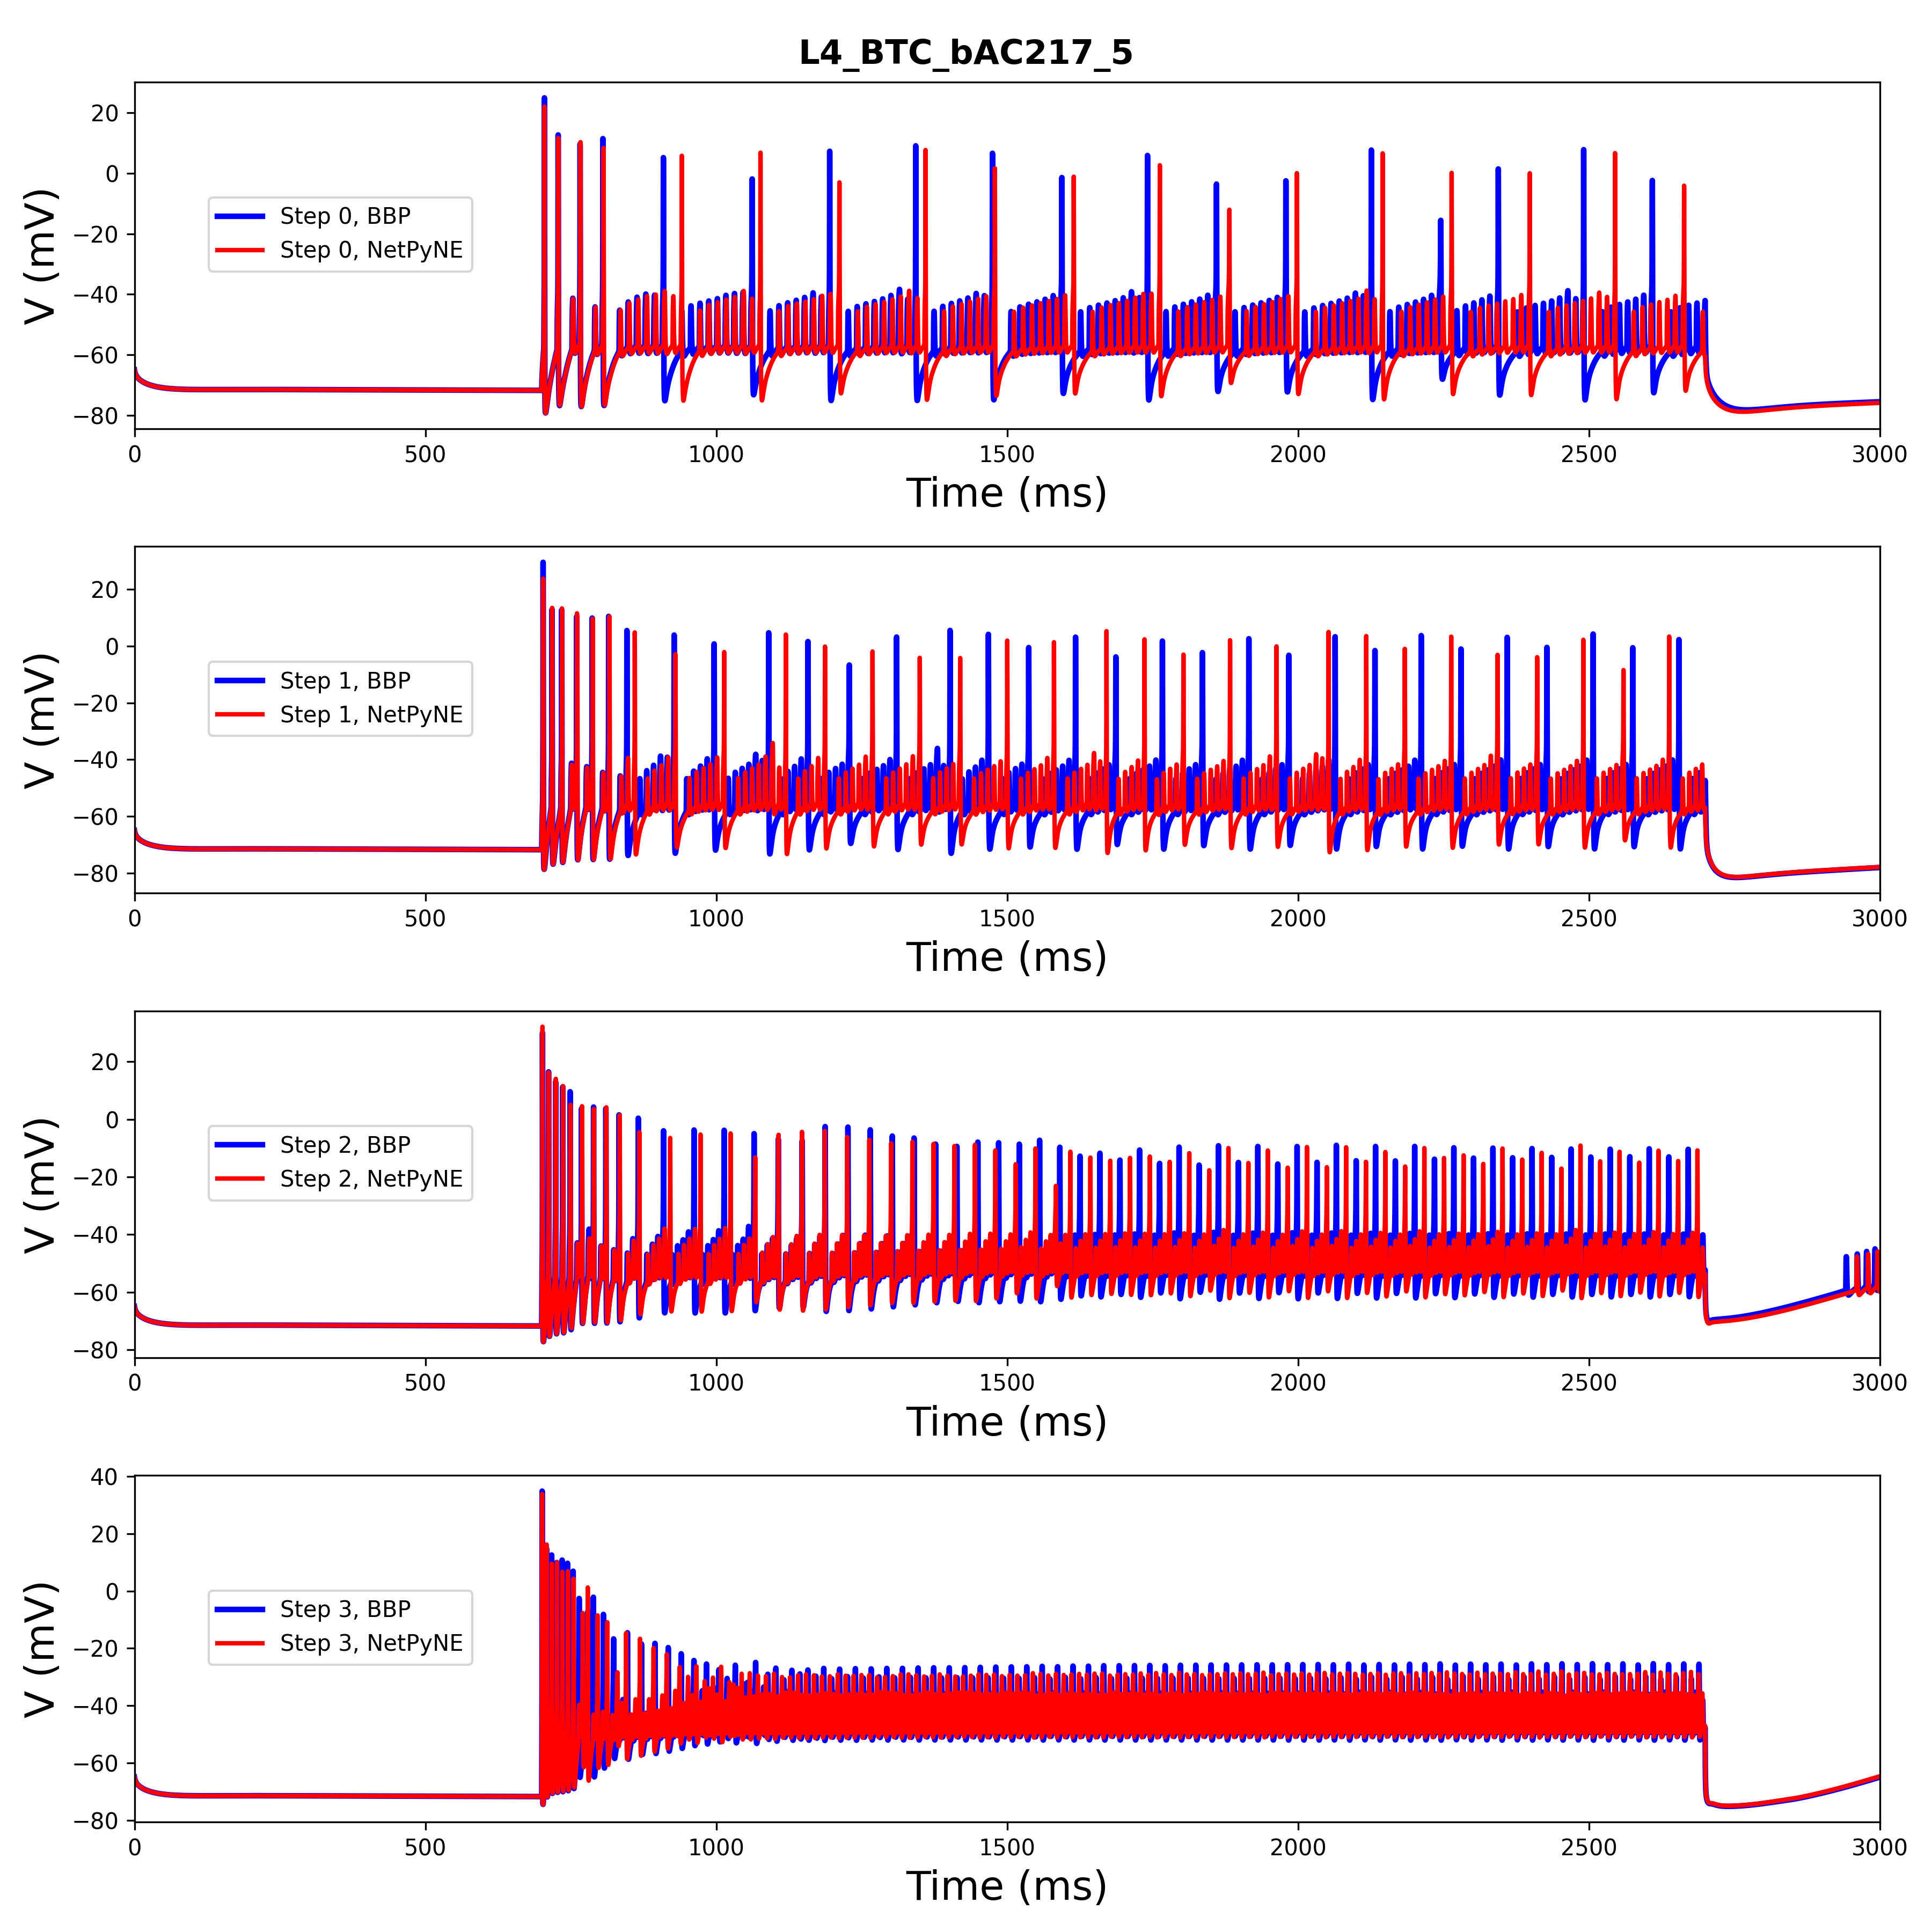 L4_BTC_bAC217_5
20
0
−20
−40
−60
−80
V (mV)
Step 0, BBP
Step 0, NetPyNE
0 500 1000 1500 2000 2500 3000
Time (ms)
20
0
−20
−40
−60
−80
V (mV)
Step 1, BBP
Step 1, NetPyNE
0 500 1000 1500 2000 2500 3000
Time (ms)
20
0
−20
−40
−60
−80
V (mV)
Step 2, BBP
Step 2, NetPyNE
0 500 1000 1500 2000 2500 3000
Time (ms)
40
20
0
−20
−40
−60
−80
V (mV)
Step 3, BBP
Step 3, NetPyNE
0 500 1000 1500 2000 2500 3000
Time (ms)